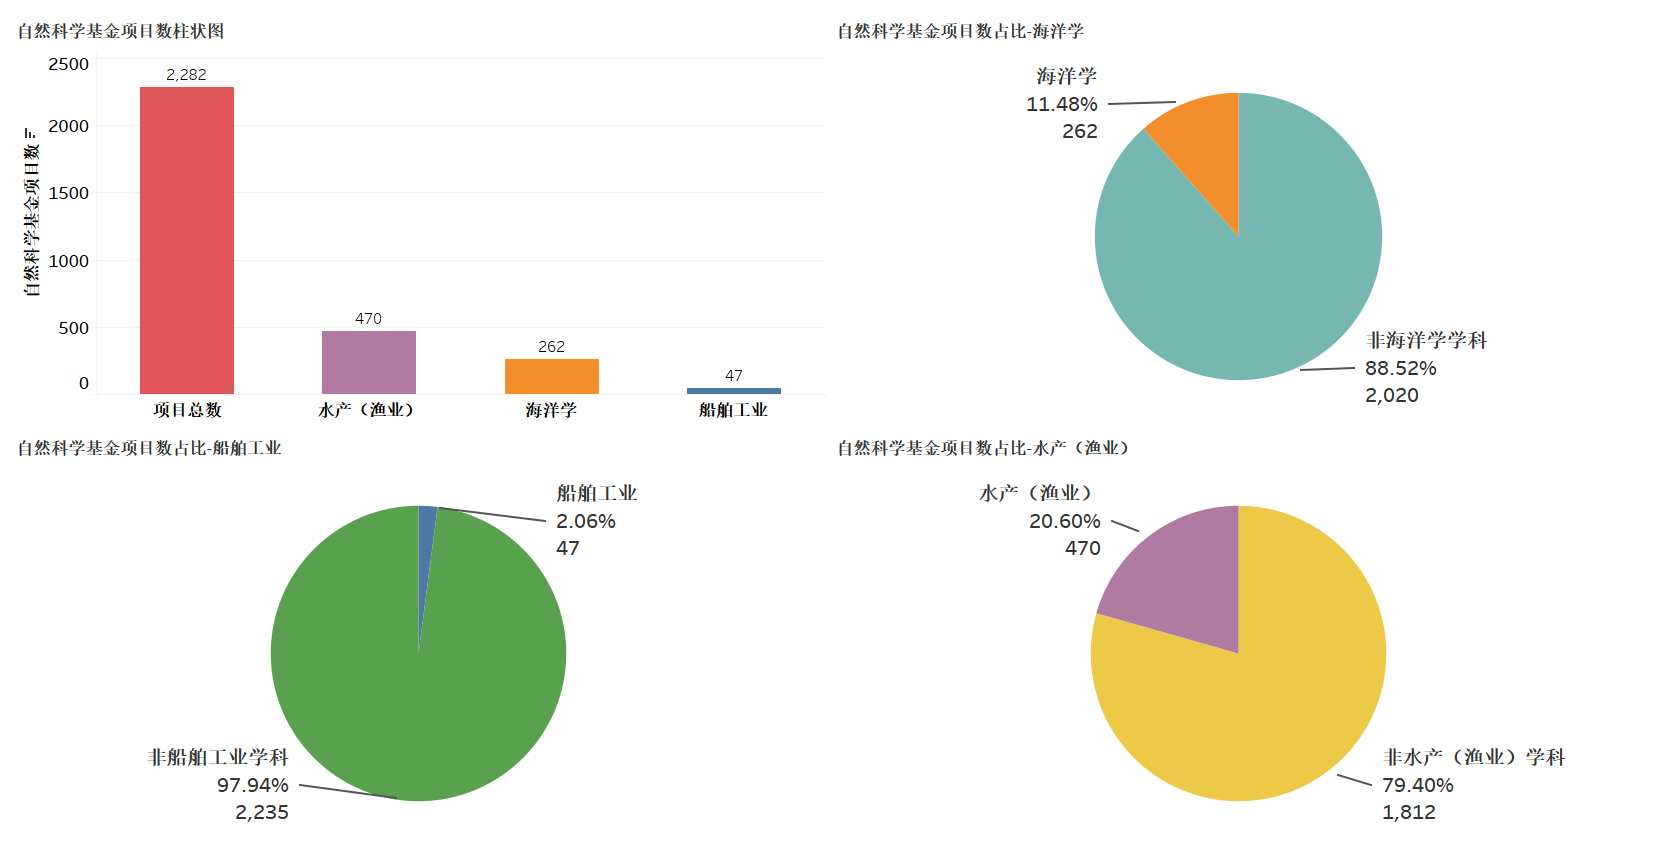 自然科学基金项目数柱状图
自然科学基金项目数
2500
2000
1500
1000
500
0
2,282
470
262
47
项目总数
水产（渔业）
海洋学
船舶工业
自然科学基金项目数占比-海洋学
海洋学
11.48%
262
非海洋学学科
88.52%
2,020
自然科学基金项目数占比-船舶工业
船舶工业
2.06%
47
非船舶工业学科
97.94%
2,235
自然科学基金项目数占比-水产（渔业）
水产（渔业）
20.60%
470
非水产（渔业）学科
79.40%
1,812